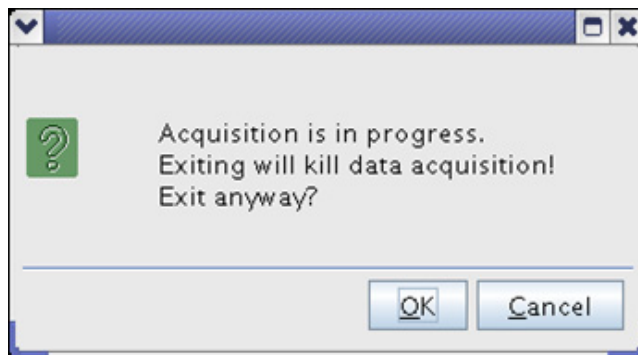 Acquisition is in progress.
Exiting will kill data acquisition!
Exit anyway?
OK
Cancel